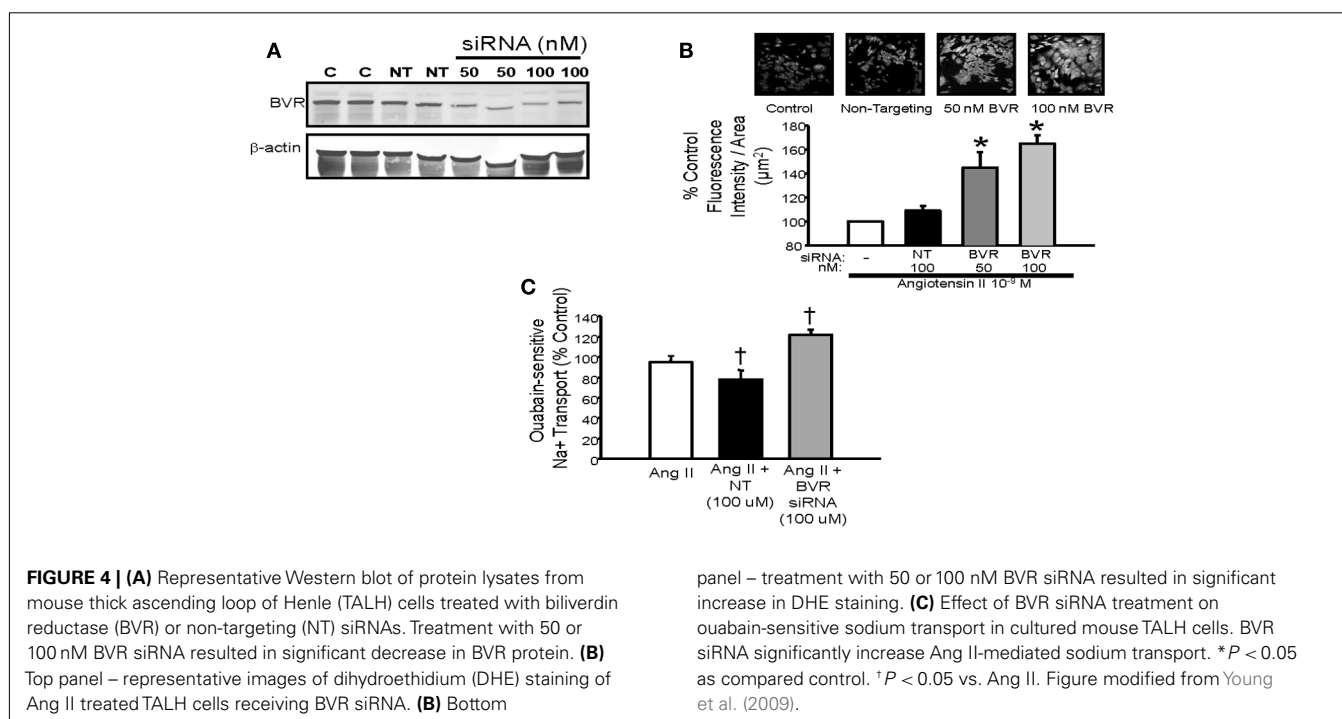 A
siRNA (nM)
C C NT NT 50 50 100 100
BVR
β-actin
B
Control Non-Targeting 50 nM BVR 100 nM BVR
% Control
Fluorescence
Intensity / Area
(µm²)
180
160
140
120
100
80
* *
siRNA: - NT BVR BVR
nM: 100 50 100
Angiotensin II 10⁻⁹ M
C
Ouabain-sensitive
Na+ Transport (% Control)
140
120
100
80
60
40
20
0
† †
Ang II Ang II + Ang II +
NT BVR
(100 uM) siRNA
(100 uM)
FIGURE 4 | (A) Representative Western blot of protein lysates from
mouse thick ascending loop of Henle (TALH) cells treated with biliverdin
reductase (BVR) or non-targeting (NT) siRNAs. Treatment with 50 or
100 nM BVR siRNA resulted in significant decrease in BVR protein. (B)
Top panel – representative images of dihydroethidium (DHE) staining of
Ang II treated TALH cells receiving BVR siRNA. (B) Bottom
panel – treatment with 50 or 100 nM BVR siRNA resulted in significant
increase in DHE staining. (C) Effect of BVR siRNA treatment on
ouabain-sensitive sodium transport in cultured mouse TALH cells. BVR
siRNA significantly increase Ang II-mediated sodium transport. *P < 0.05
as compared control. †P < 0.05 vs. Ang II. Figure modified from Young
et al. (2009).